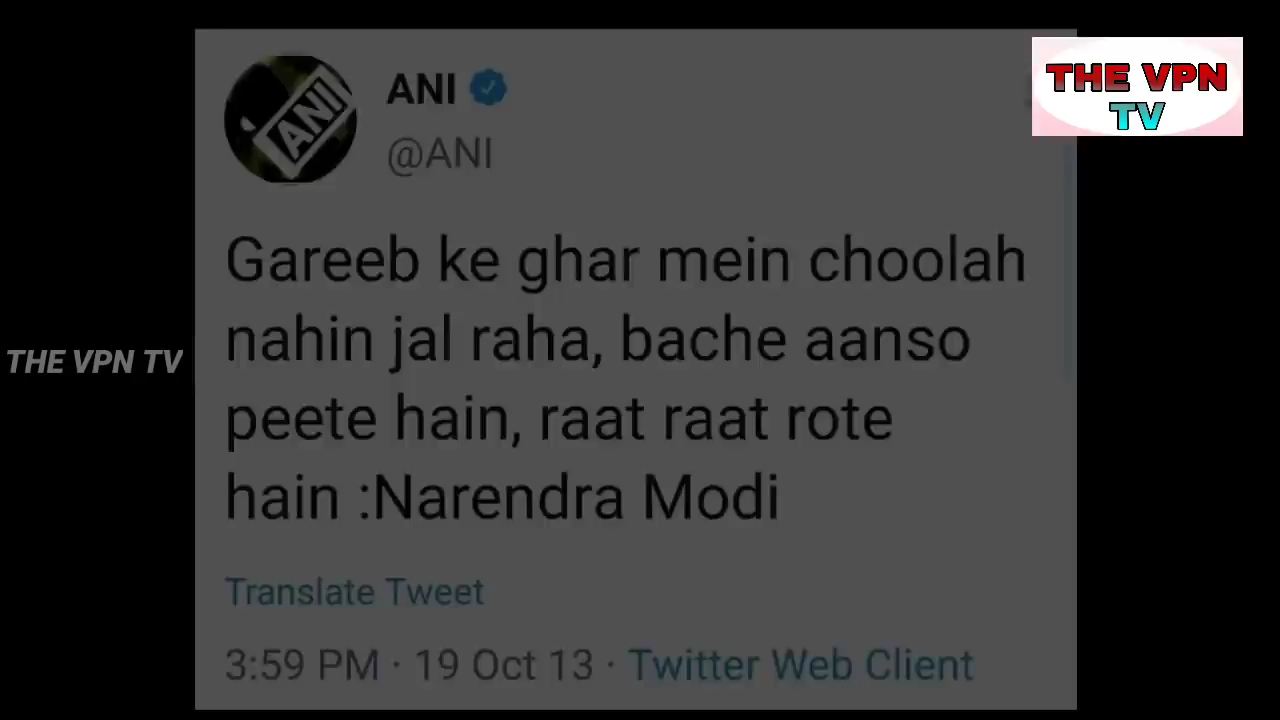 THE VPN
TV
ANI
ANI
@ANI
Gareeb ke ghar mein choolah
nahin jal raha, bache aanso
peete hain, raat raat rote
hain :Narendra Modi
Translate Tweet
3:59 PM · 19 Oct 13 · Twitter Web Client
THE VPN TV